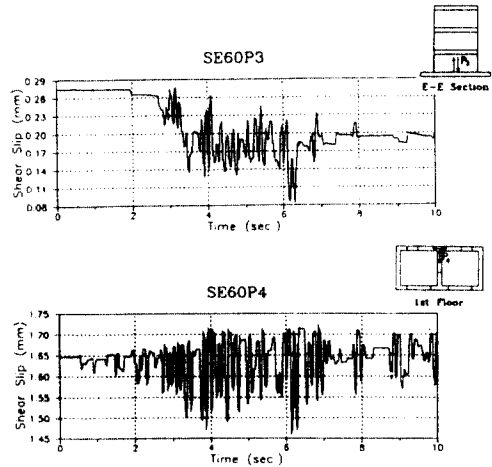 SE60P3
P3
E-E Section
Shear Slip (mm)
0.29
0.26
0.23
0.20
0.17
0.14
0.11
0.08
0 2 4 6 8 10
Time (sec)
1st Floor
SE60P4
Shear Slip (mm)
1.75
1.70
1.65
1.60
1.55
1.50
1.45
0 2 4 6 8 10
Time (sec)